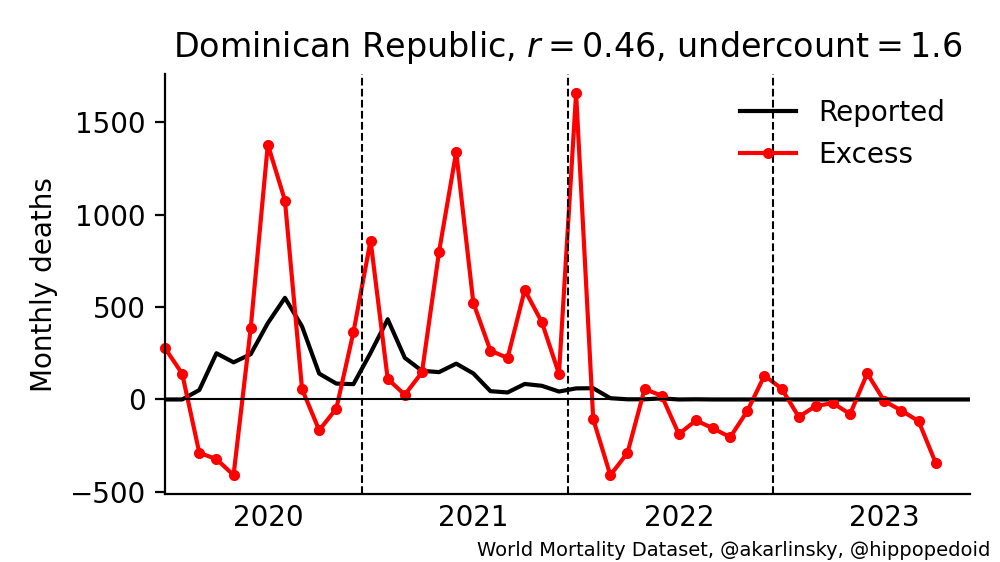 Dominican Republic, r = 0.46, undercount = 1.6
Reported
Excess
Monthly deaths
1500
1000
500
0
−500
2020 2021 2022 2023
World Mortality Dataset, @akarlinsky, @hippopedoid